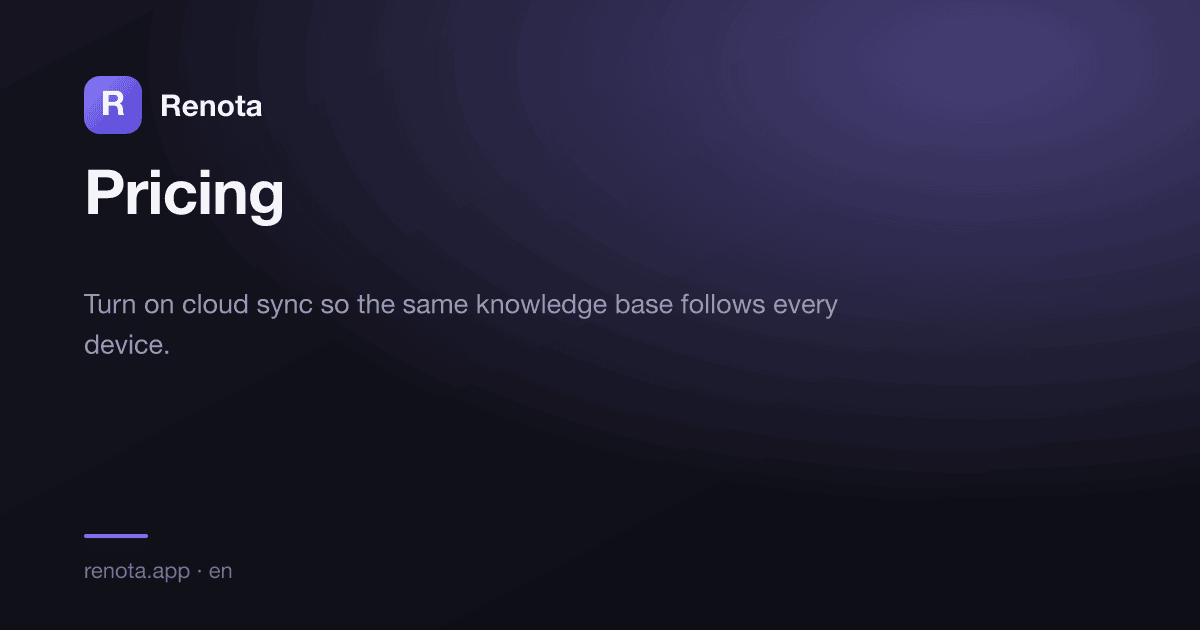 R
Renota
Pricing
Turn on cloud sync so the same knowledge base follows every
device.
renota.app · en